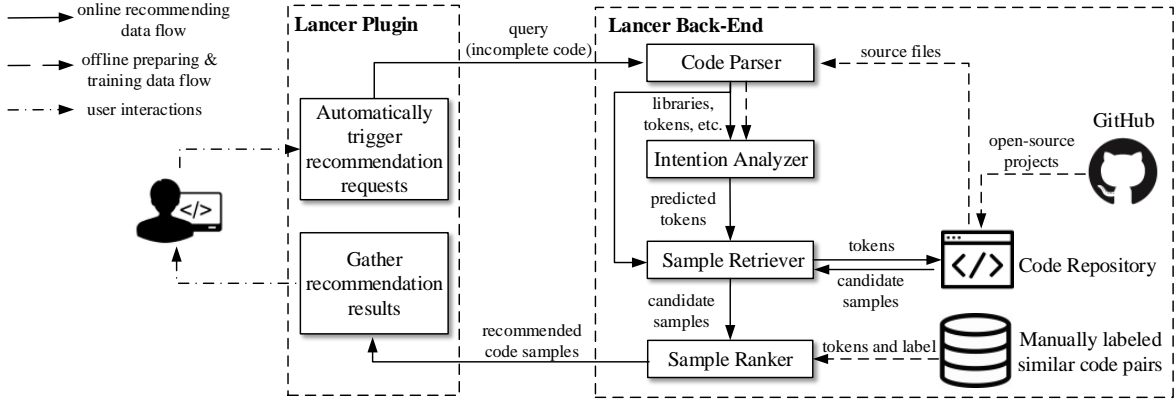 online recommending
data flow
offline preparing &
training data flow
user interactions
Lancer Plugin
Automatically
trigger
recommendation
requests
Gather
recommendation
results
query
(incomplete code)
recommended
code samples
Lancer Back-End
Code Parser
libraries,
tokens, etc.
Intention Analyzer
predicted
tokens
Sample Retriever
candidate
samples
Sample Ranker
source files
tokens
candidate
samples
tokens and label
GitHub
open-source
projects
</>
</>
Code Repository
Manually labeled
similar code pairs